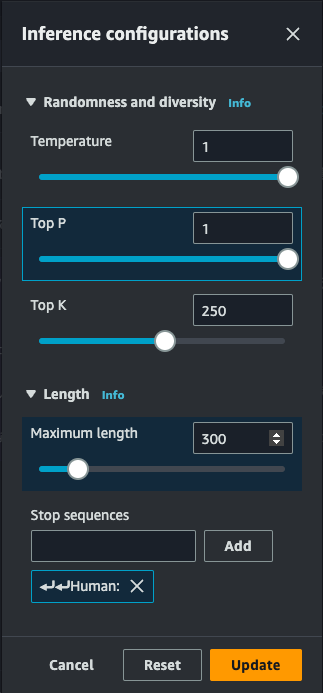 Inference configurations
Randomness and diversity Info
Temperature 1
Top P 1
Top K 250
Length Info
Maximum length 300
Stop sequences
Add
↵↵Human:
Cancel Reset Update